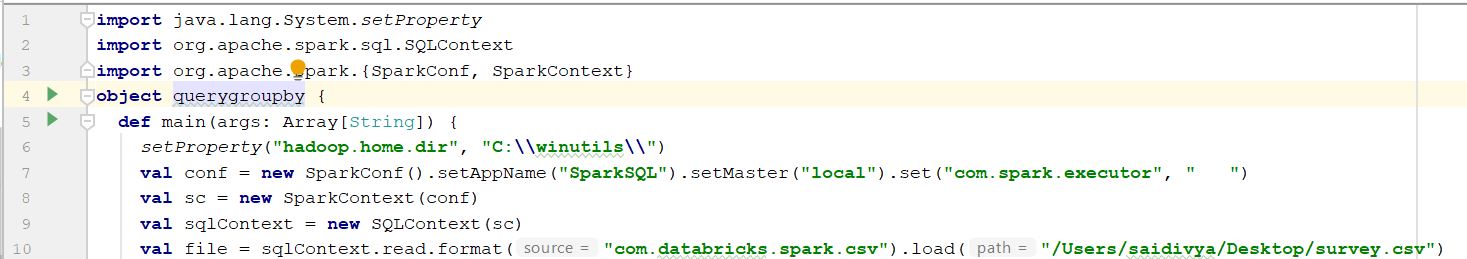 1 import java.lang.System.setProperty
2 import org.apache.spark.sql.SQLContext
3 import org.apache.spark.{SparkConf, SparkContext}
4 object querygroupby {
5 def main(args: Array[String]) {
6 setProperty("hadoop.home.dir", "C:\\winutils\\")
7 val conf = new SparkConf().setAppName("SparkSQL").setMaster("local").set("com.spark.executor", "   ")
8 val sc = new SparkContext(conf)
9 val sqlContext = new SQLContext(sc)
10 val file = sqlContext.read.format( source = "com.databricks.spark.csv").load( path = "/Users/saidivya/Desktop/survey.csv")